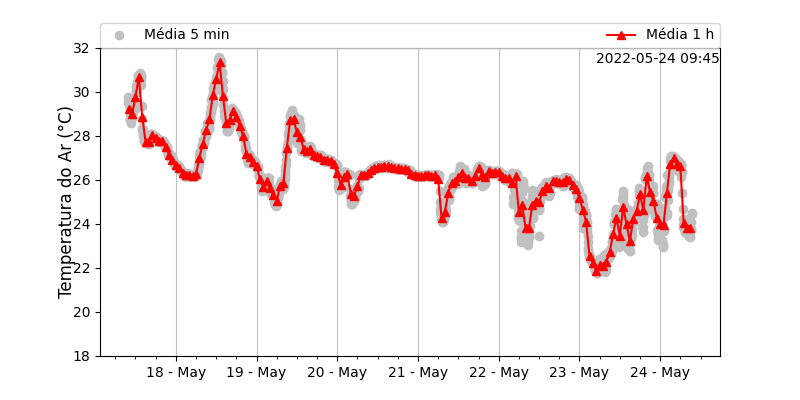 Média 5 min
Média 1 h
2022-05-24 09:45
Temperatura do Ar (°C)
32
30
28
26
24
22
20
18
18 - May
19 - May
20 - May
21 - May
22 - May
23 - May
24 - May